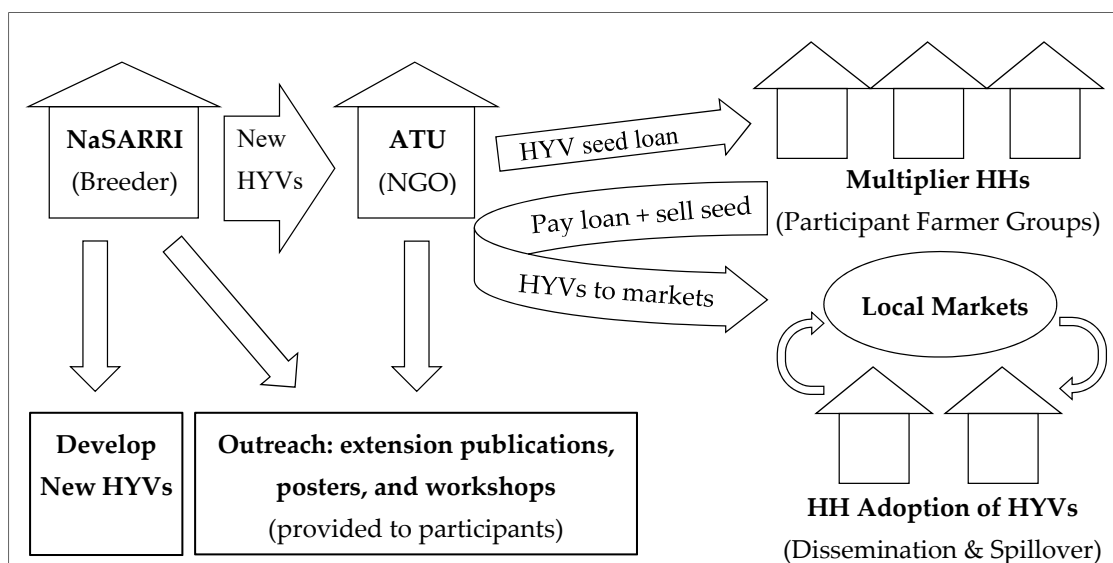 NaSARRI
(Breeder)
New
HYVs
ATU
(NGO)
HYV seed loan
Multiplier HHs
(Participant Farmer Groups)
Pay loan + sell seed
HYVs to markets
Local Markets
Develop
New HYVs
Outreach: extension publications,
posters, and workshops
(provided to participants)
HH Adoption of HYVs
(Dissemination & Spillover)